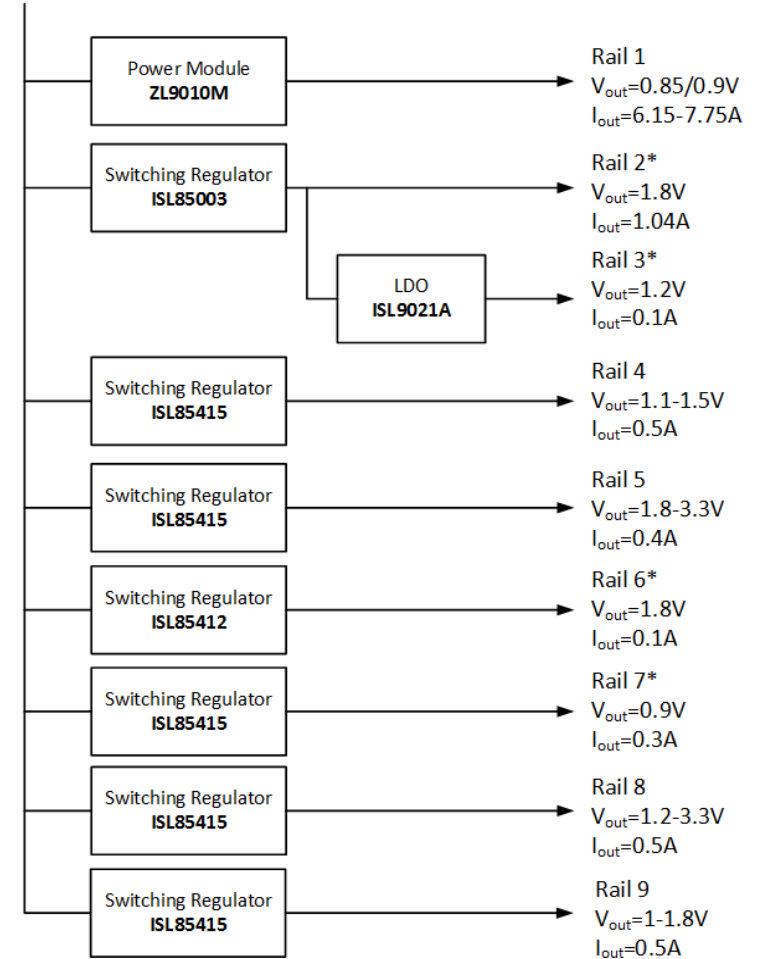 Power Module
ZL9010M
Rail 1
Vout=0.85/0.9V
Iout=6.15-7.75A
Switching Regulator
ISL85003
Rail 2*
Vout=1.8V
Iout=1.04A
LDO
ISL9021A
Rail 3*
Vout=1.2V
Iout=0.1A
Switching Regulator
ISL85415
Rail 4
Vout=1.1-1.5V
Iout=0.5A
Switching Regulator
ISL85415
Rail 5
Vout=1.8-3.3V
Iout=0.4A
Switching Regulator
ISL85412
Rail 6*
Vout=1.8V
Iout=0.1A
Switching Regulator
ISL85415
Rail 7*
Vout=0.9V
Iout=0.3A
Switching Regulator
ISL85415
Rail 8
Vout=1.2-3.3V
Iout=0.5A
Switching Regulator
ISL85415
Rail 9
Vout=1-1.8V
Iout=0.5A